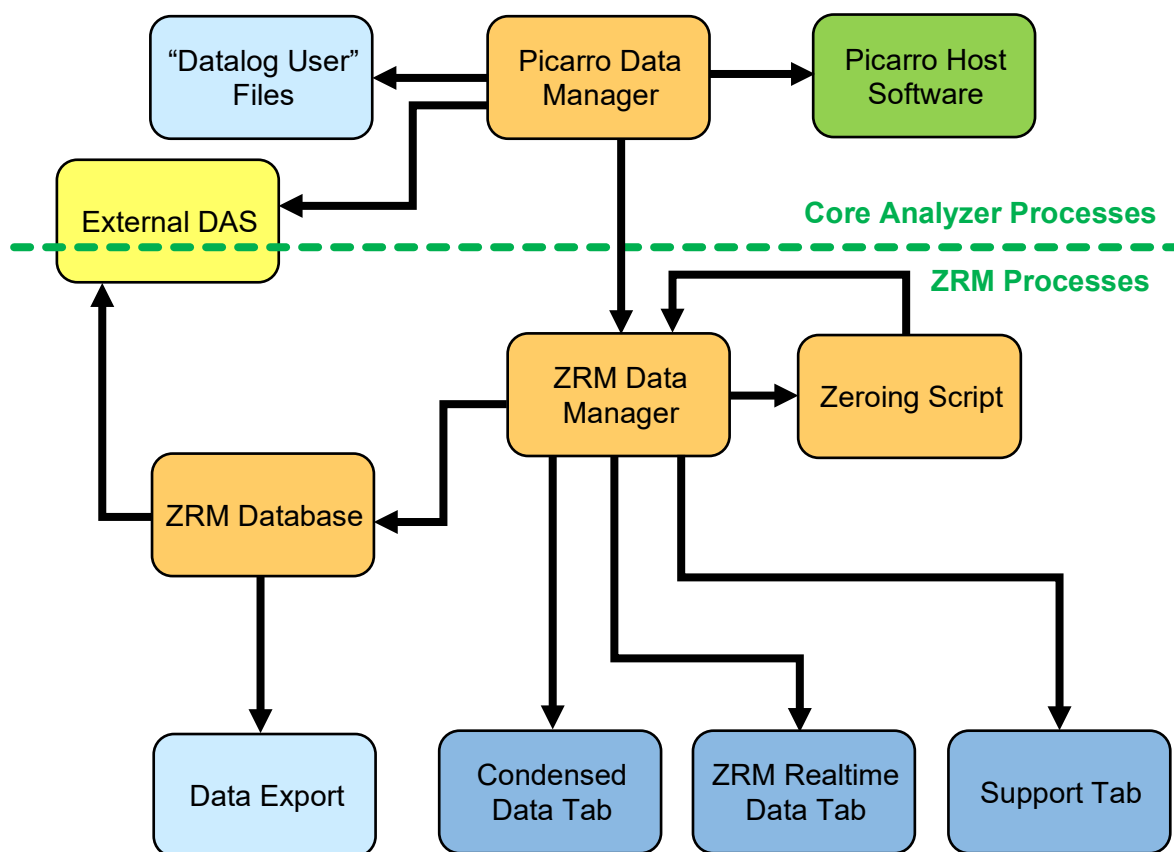 “Datalog User”
Files
Picarro Data
Manager
Picarro Host
Software
External DAS
Core Analyzer Processes
ZRM Processes
ZRM Data
Manager
Zeroing Script
ZRM Database
Data Export
Condensed
Data Tab
ZRM Realtime
Data Tab
Support Tab